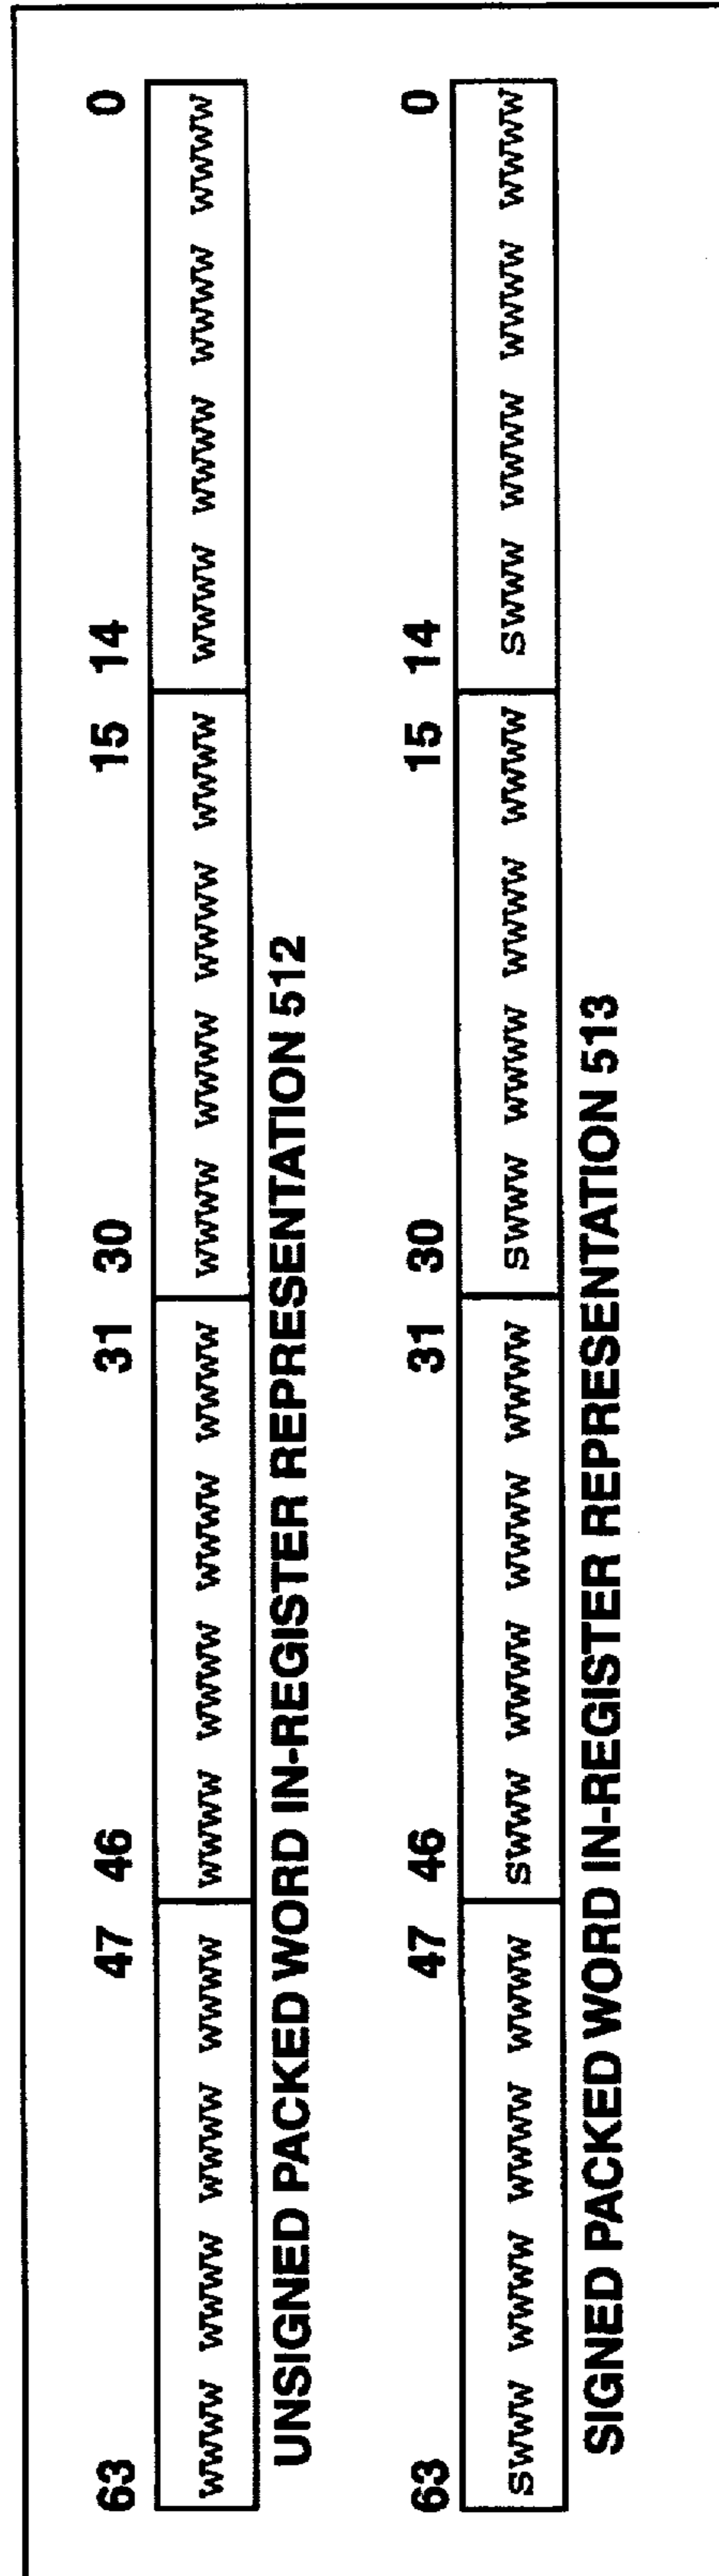 63 47 46 31 30 15 14 0
wwww wwww wwww wwww wwww wwww wwww wwww wwww wwww wwww wwww wwww wwww wwww wwww
UNSIGNED PACKED WORD IN-REGISTER REPRESENTATION 512
63 47 46 31 30 15 14 0
swww wwww wwww wwww swww wwww wwww wwww swww wwww wwww wwww swww wwww wwww wwww
SIGNED PACKED WORD IN-REGISTER REPRESENTATION 513